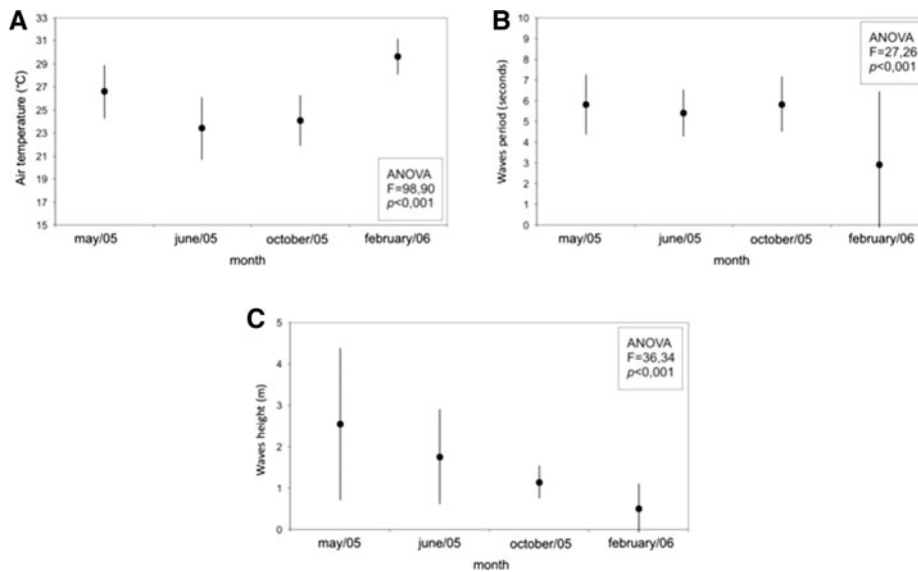 A
Air temperature (°C)
33
31
29
27
25
23
21
19
17
15
ANOVA
F=98,90
p<0,001
may/05 june/05 october/05 february/06
month
B
Waves period (seconds)
10
9
8
7
6
5
4
3
2
1
0
ANOVA
F=27,26
p<0,001
may/05 june/05 october/05 february/06
month
C
Waves height (m)
5
4
3
2
1
0
ANOVA
F=36,34
p<0,001
may/05 june/05 october/05 february/06
month